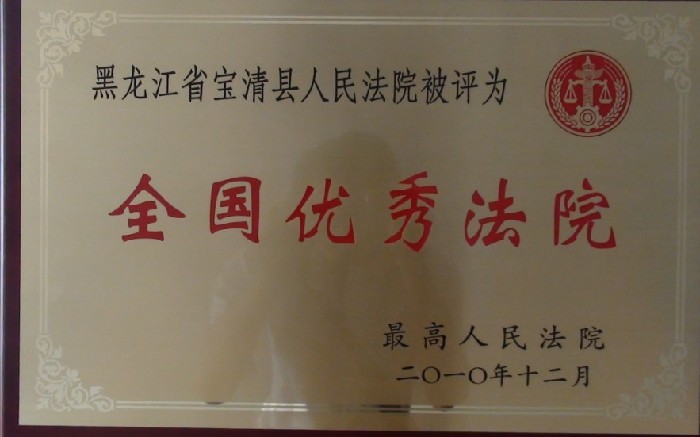 黑龙江省宝清县人民法院被评为
全国优秀法院
最高人民法院
二〇一〇年十二月